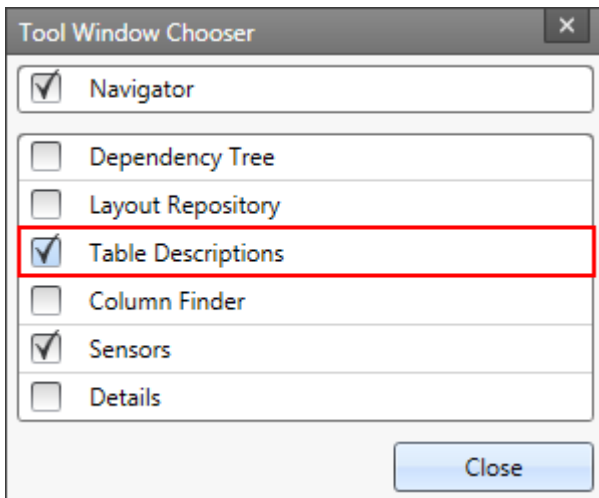 Tool Window Chooser
Navigator
Dependency Tree
Layout Repository
Table Descriptions
Column Finder
Sensors
Details
Close